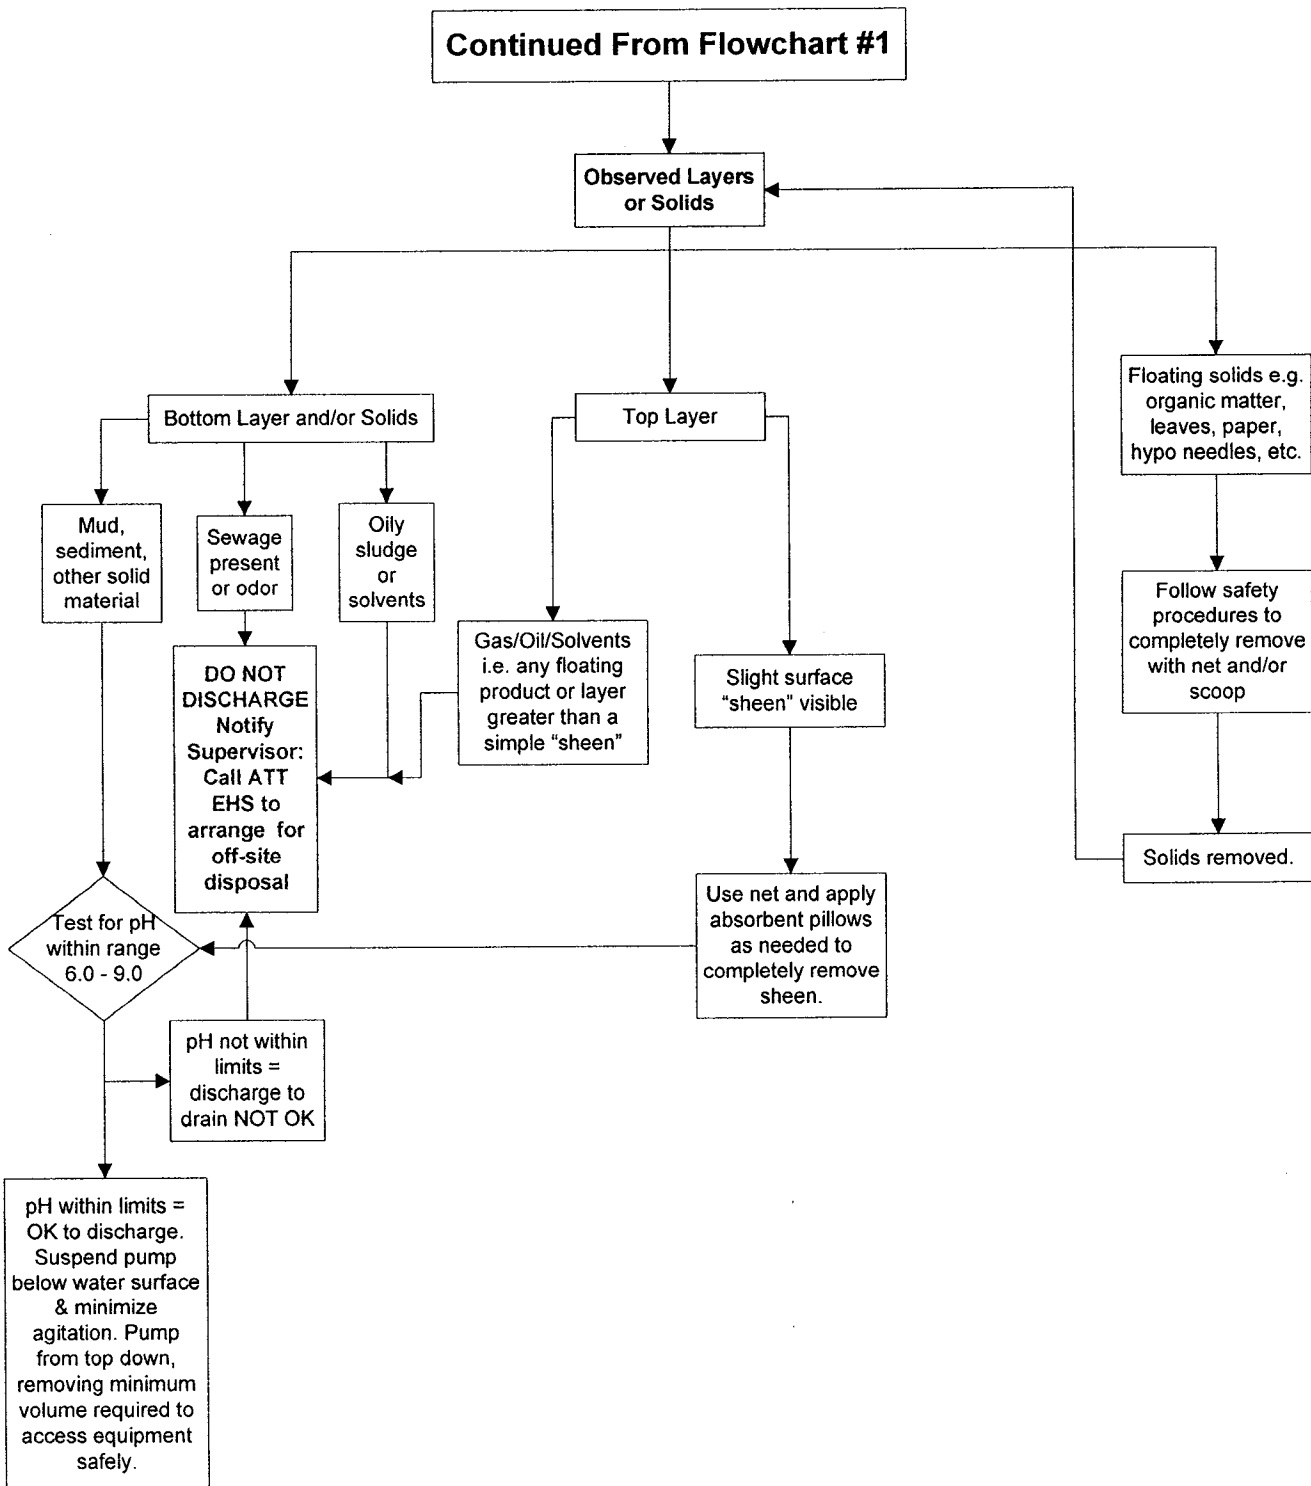 Continued From Flowchart #1
Observed Layers
or Solids
Bottom Layer and/or Solids
Top Layer
Floating solids e.g.
organic matter,
leaves, paper,
hypo needles, etc.
Mud,
sediment,
other solid
material
Sewage
present
or odor
Oily
sludge
or
solvents
Gas/Oil/Solvents
i.e. any floating
product or layer
greater than a
simple “sheen”
Slight surface
“sheen” visible
Follow safety
procedures to
completely remove
with net and/or
scoop
DO NOT
DISCHARGE
Notify
Supervisor:
Call ATT
EHS to
arrange for
off-site
disposal
Solids removed.
Test for pH
within range
6.0 - 9.0
Use net and apply
absorbent pillows
as needed to
completely remove
sheen.
pH not within
limits =
discharge to
drain NOT OK
pH within limits =
OK to discharge.
Suspend pump
below water surface
& minimize
agitation. Pump
from top down,
removing minimum
volume required to
access equipment
safely.